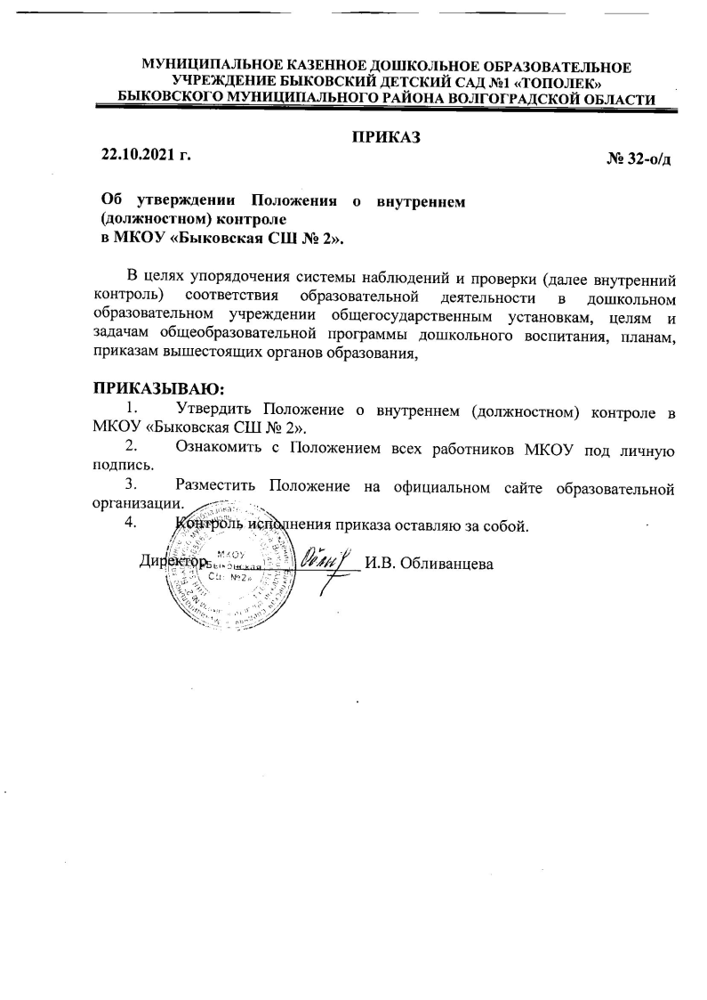 МУНИЦИПАЛЬНОЕ КАЗЕННОЕ ДОШКОЛЬНОЕ ОБРАЗОВАТЕЛЬНОЕ
УЧРЕЖДЕНИЕ БЫКОВСКИЙ ДЕТСКИЙ САД №1 «ТОПОЛЕК»
БЫКОВСКОГО МУНИЦИПАЛЬНОГО РАЙОНА ВОЛГОГРАДСКОЙ ОБЛАСТИ
ПРИКАЗ
22.10.2021 г.
№ 32-о/д
Об утверждении Положения о внутреннем
(должностном) контроле
в МКОУ «Быковская СШ № 2».
В целях упорядочения системы наблюдений и проверки (далее внутренний
контроль) соответствия образовательной деятельности в дошкольном
образовательном учреждении общегосударственным установкам, целям и
задачам общеобразовательной программы дошкольного воспитания, планам,
приказам вышестоящих органов образования,
ПРИКАЗЫВАЮ:
1. Утвердить Положение о внутреннем (должностном) контроле в
МКОУ «Быковская СШ № 2».
2. Ознакомить с Положением всех работников МКОУ под личную
подпись.
3. Разместить Положение на официальном сайте образовательной
организации.
4. Контроль исполнения приказа оставляю за собой.
Директор И.В. Обливанцева
МКОУ
«Быковская
СШ №2»